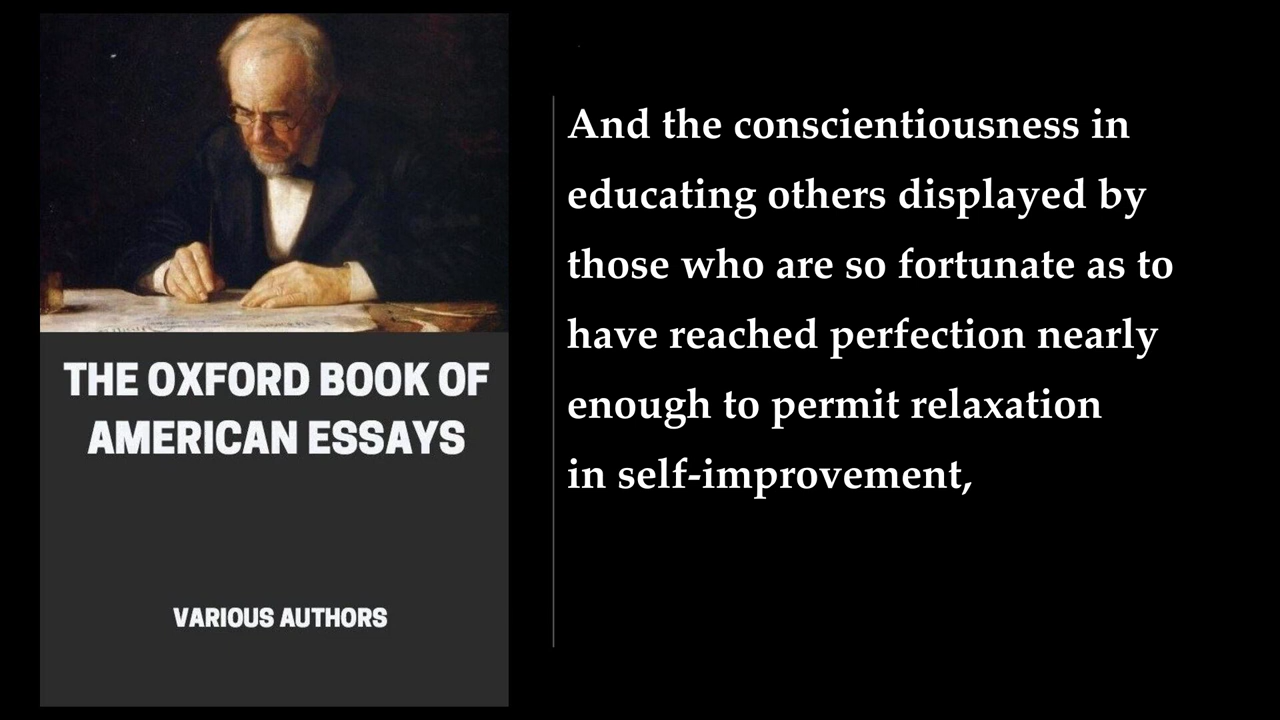 THE OXFORD BOOK OF
AMERICAN ESSAYS
VARIOUS AUTHORS
And the conscientiousness in
educating others displayed by
those who are so fortunate as to
have reached perfection nearly
enough to permit relaxation
in self-improvement,